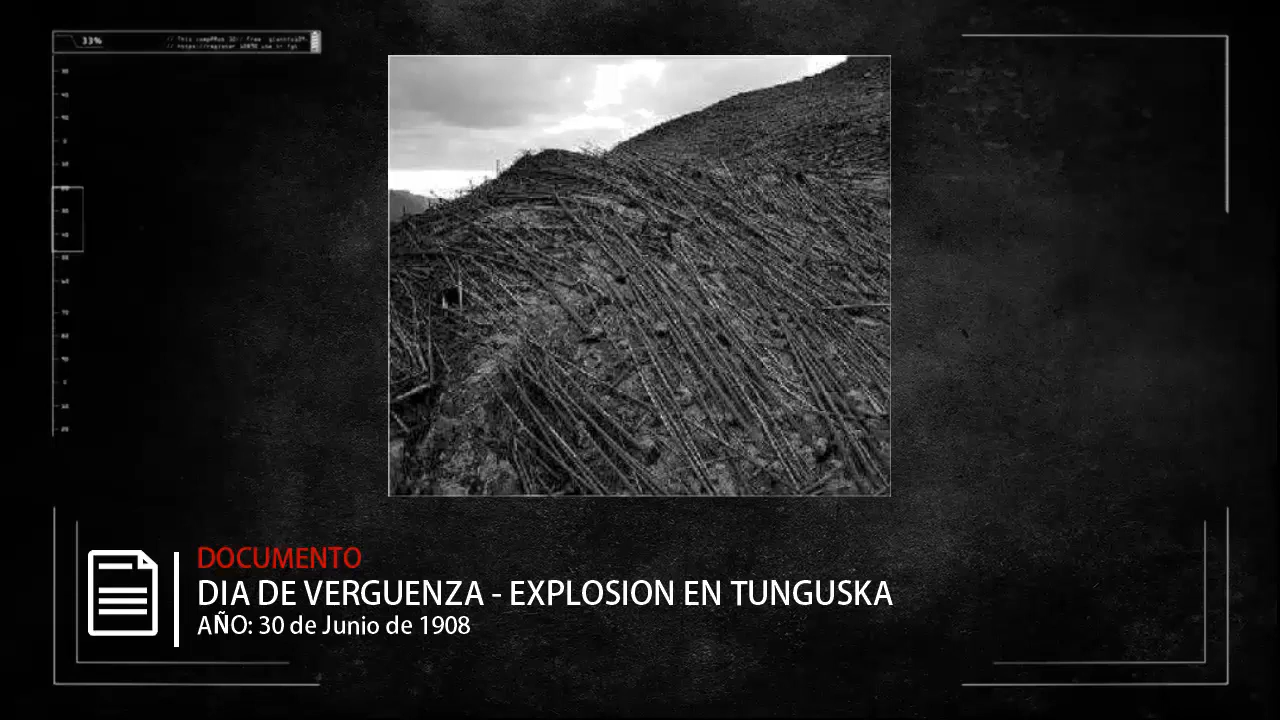 33%
DOCUMENTO
DIA DE VERGUENZA - EXPLOSION EN TUNGUSKA
AÑO: 30 de Junio de 1908